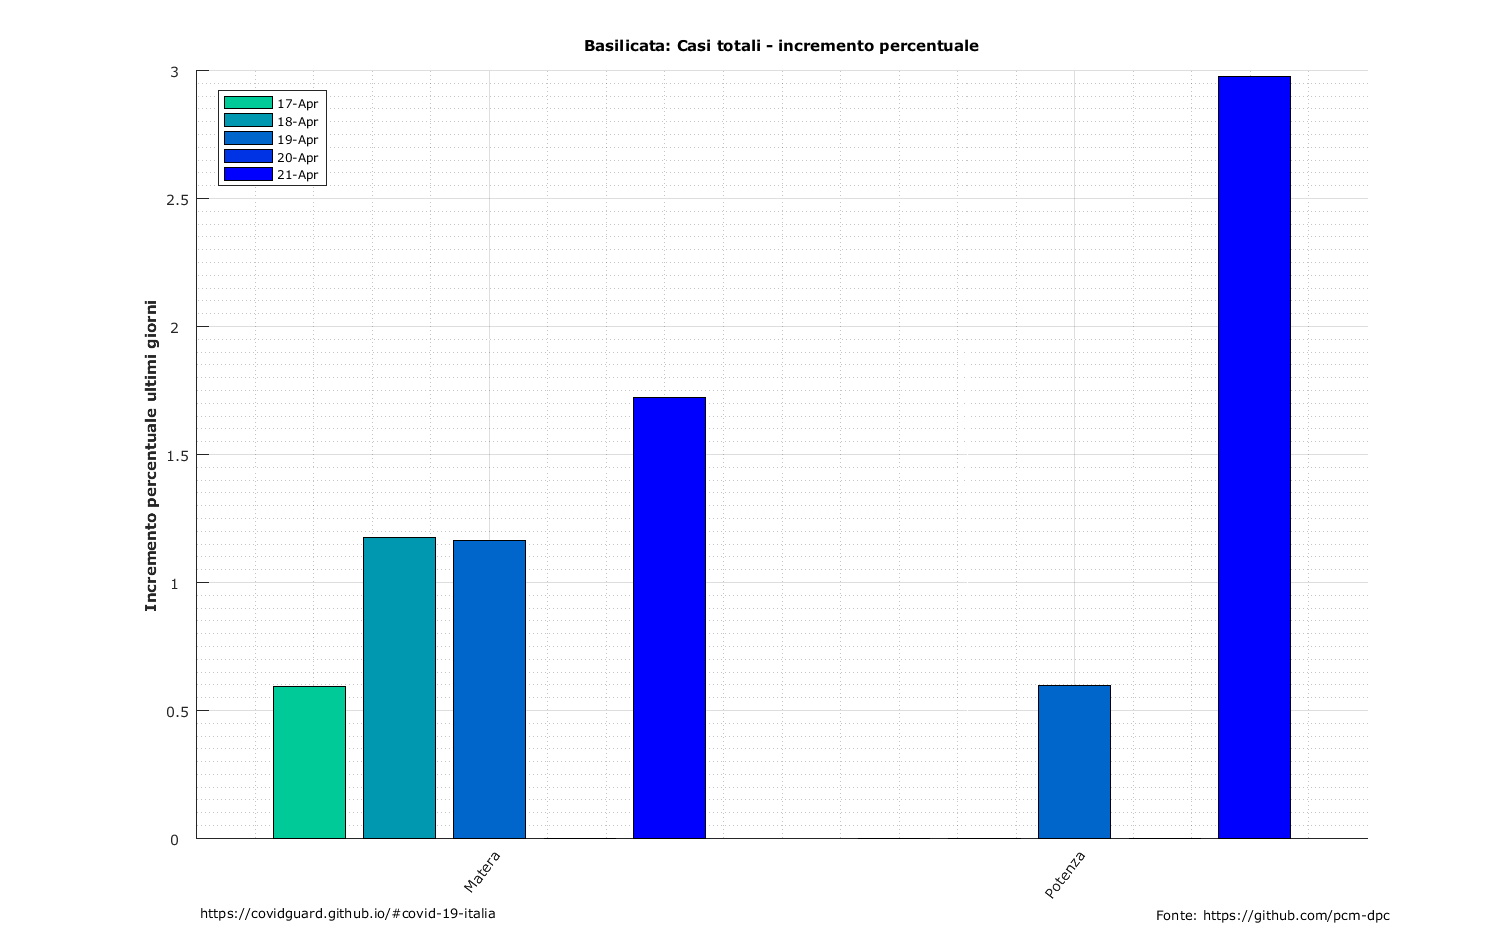 Basilicata: Casi totali - incremento percentuale
3
2.5
2
1.5
1
0.5
0
Incremento percentuale ultimi giorni
17-Apr
18-Apr
19-Apr
20-Apr
21-Apr
Matera
Potenza
https://covidguard.github.io/#covid-19-italia
Fonte: https://github.com/pcm-dpc